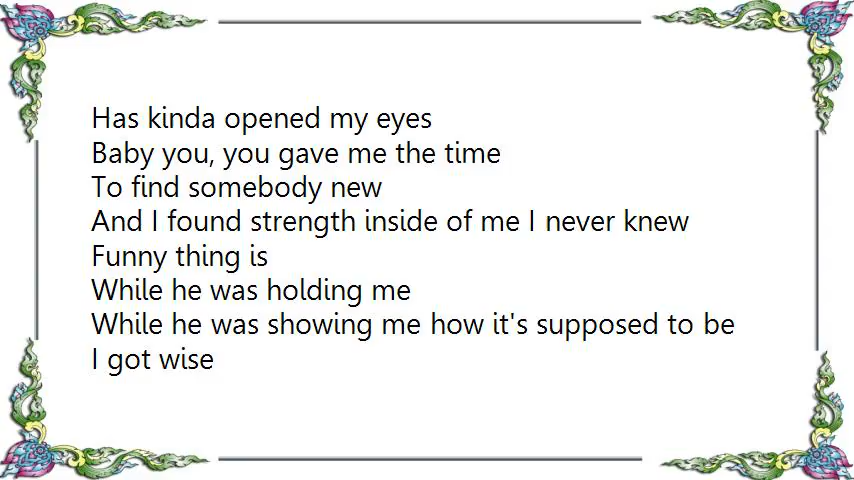 Has kinda opened my eyes
Baby you, you gave me the time
To find somebody new
And I found strength inside of me I never knew
Funny thing is
While he was holding me
While he was showing me how it's supposed to be
I got wise